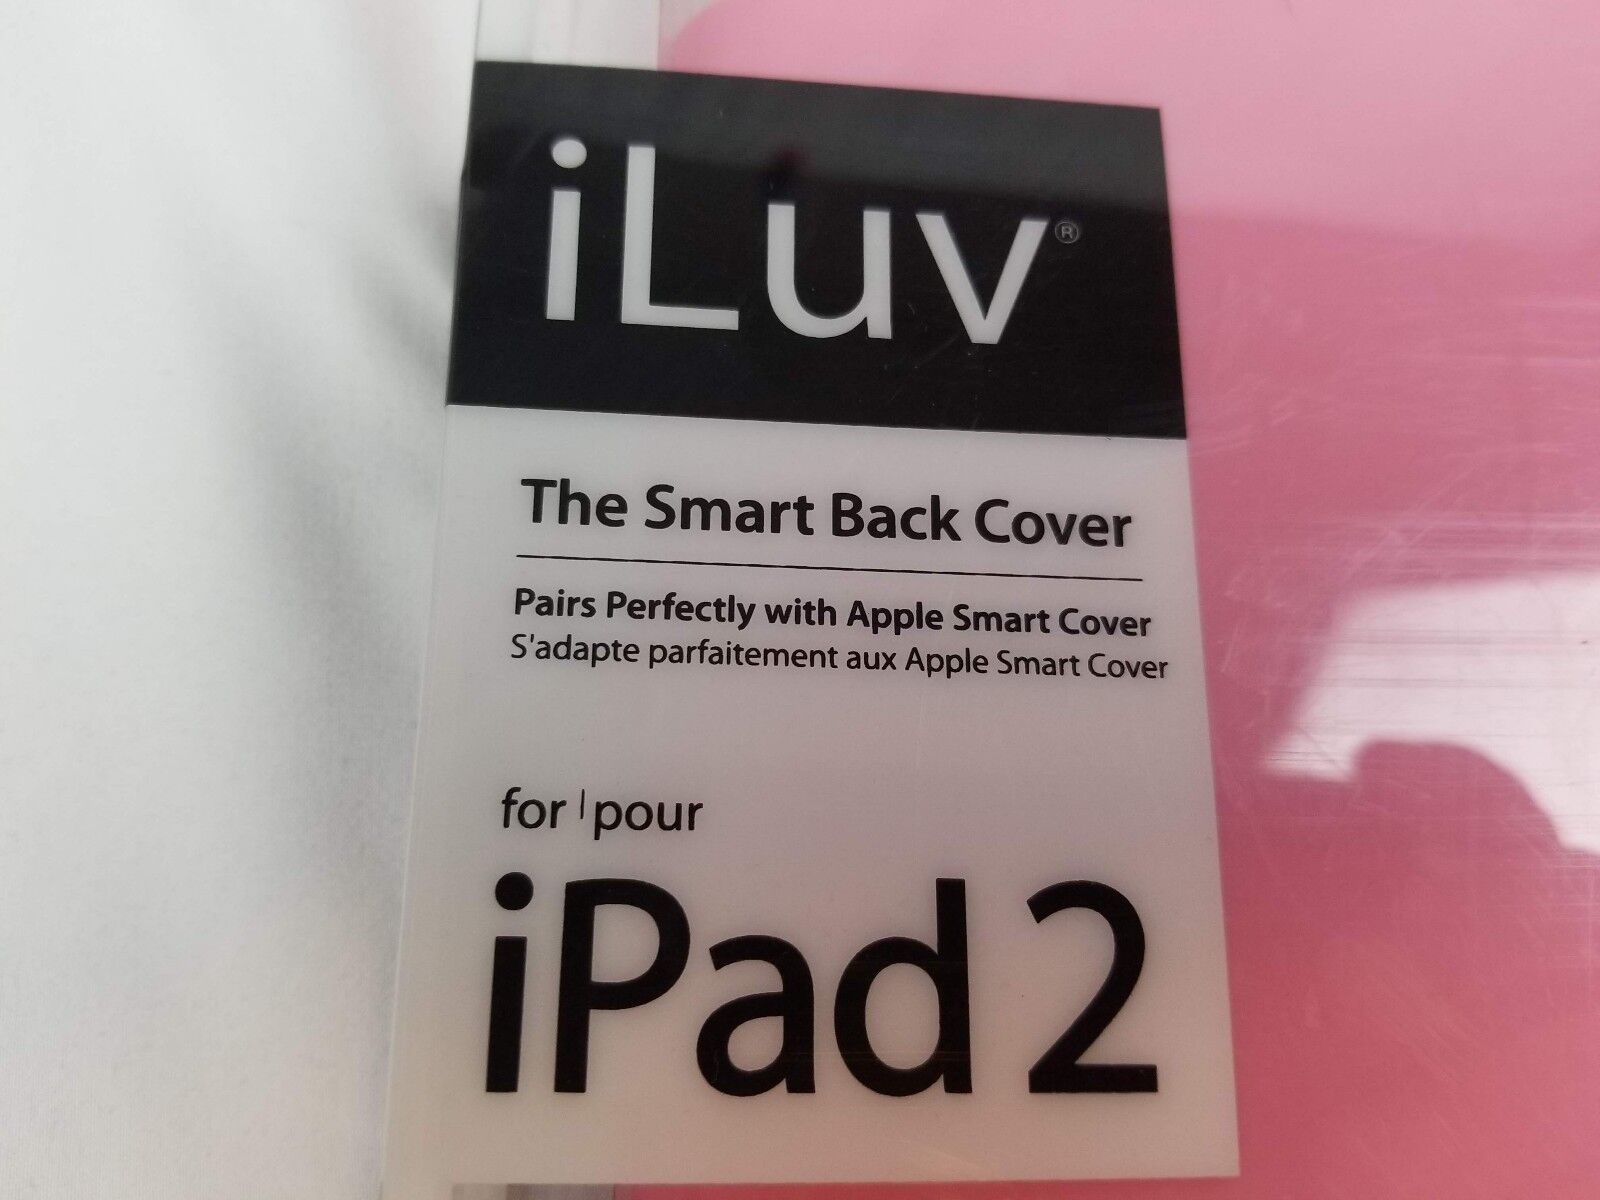 iLuv®
The Smart Back Cover
Pairs Perfectly with Apple Smart Cover
S'adapte parfaitement aux Apple Smart Cover
for | pour
iPad 2